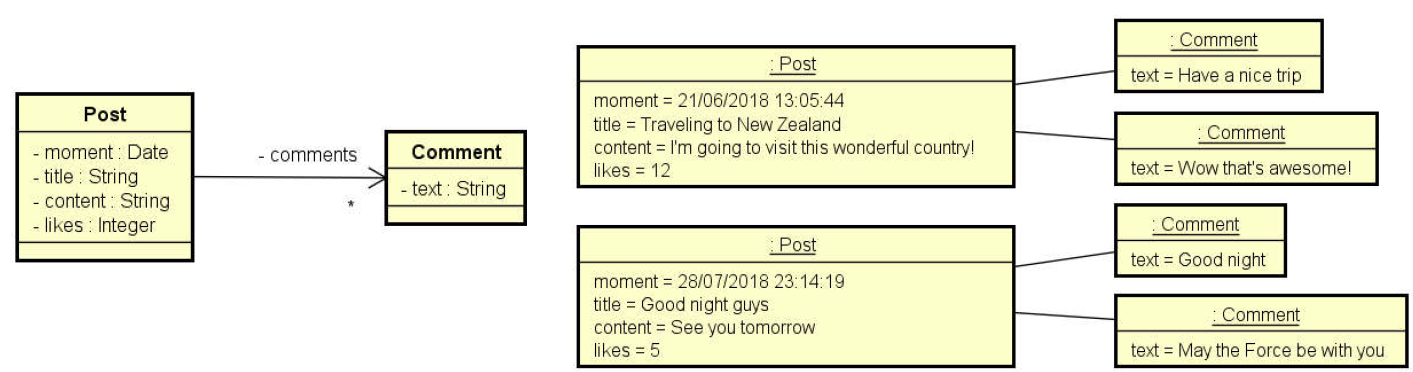 Post
- moment : Date
- title : String
- content : String
- likes : Integer
- comments
*
Comment
- text : String
: Post
moment = 21/06/2018 13:05:44
title = Traveling to New Zealand
content = I'm going to visit this wonderful country!
likes = 12
: Comment
text = Have a nice trip
: Comment
text = Wow that's awesome!
: Post
moment = 28/07/2018 23:14:19
title = Good night guys
content = See you tomorrow
likes = 5
: Comment
text = Good night
: Comment
text = May the Force be with you